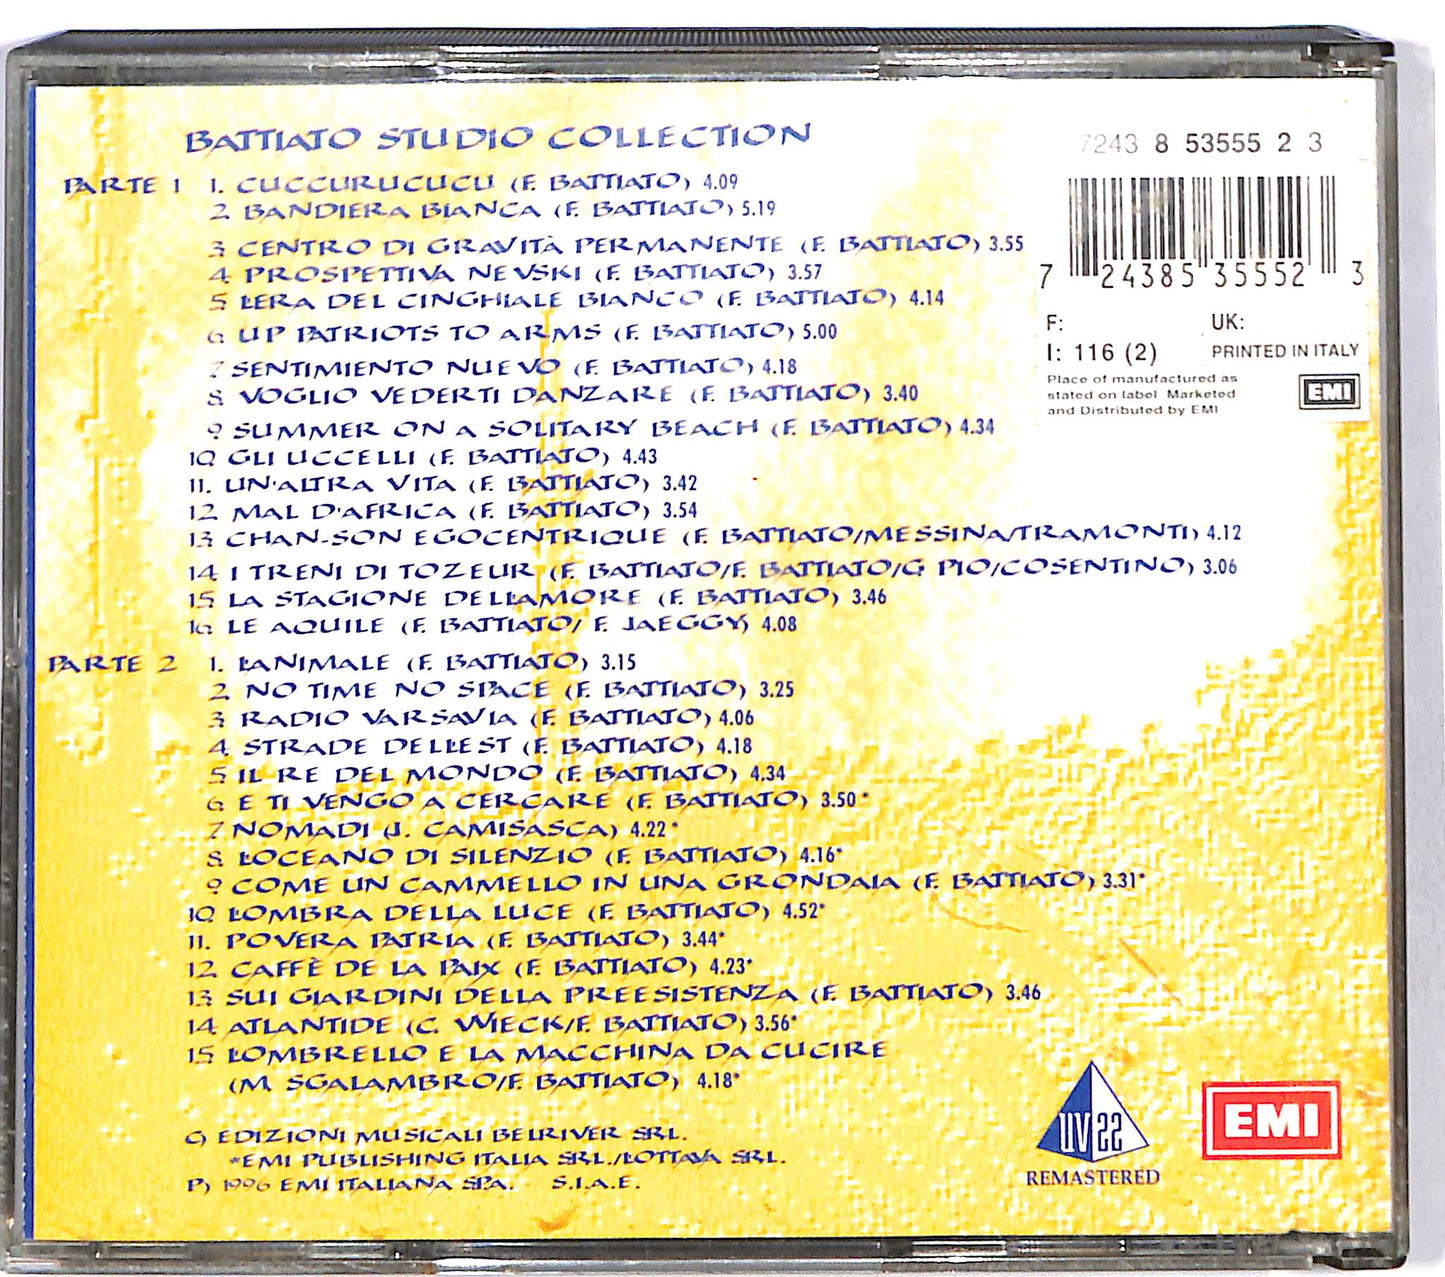 BATTIATO STUDIO COLLECTION
7243 8 53555 2 3
PARTE 1 1. CUCCURUCUCU (F. BATTIATO) 4.09
2. BANDIERA BIANCA (F. BATTIATO) 5.19
3. CENTRO DI GRAVITÀ PERMANENTE (F. BATTIATO) 3.55
4. PROSPETTIVA NEVSKI (F. BATTIATO) 3.57
5. L'ERA DEL CINGHIALE BIANCO (F. BATTIATO) 4.14
6. UP PATRIOTS TO ARMS (F. BATTIATO) 5.00
7. SENTIMIENTO NUEVO (F. BATTIATO) 4.18
8. VOGLIO VEDERTI DANZARE (F. BATTIATO) 3.40
9. SUMMER ON A SOLITARY BEACH (F. BATTIATO) 4.34
10. GLI UCCELLI (F. BATTIATO) 4.43
11. UN'ALTRA VITA (F. BATTIATO) 3.42
12. MAL D'AFRICA (F. BATTIATO) 3.54
13. CHAN-SON EGOCENTRIQUE (F. BATTIATO/MESSINA/TRAMONTI) 4.12
14. I TRENI DI TOZEUR (F. BATTIATO/F. BATTIATO/G. PIO/COSENTINO) 3.06
15. LA STAGIONE DELL'AMORE (F. BATTIATO) 3.46
16. LE AQUILE (F. BATTIATO/ F. JAEGGY) 4.08
PARTE 2 1. L'ANIMALE (F. BATTIATO) 3.15
2. NO TIME NO SPACE (F. BATTIATO) 3.25
3. RADIO VARSAVIA (F. BATTIATO) 4.06
4. STRADE DELL'EST (F. BATTIATO) 4.18
5. IL RE DEL MONDO (F. BATTIATO) 4.34
6. E TI VENGO A CERCARE (F. BATTIATO) 3.50*
7. NOMADI (J. CAMISASCA) 4.22*
8. L'OCEANO DI SILENZIO (F. BATTIATO) 4.16*
9. COME UN CAMMELLO IN UNA GRONDAIA (F. BATTIATO) 3.31*
10. L'OMBRA DELLA LUCE (F. BATTIATO) 4.52*
11. POVERA PATRIA (F. BATTIATO) 3.44*
12. CAFFÈ DE LA PAIX (F. BATTIATO) 4.23*
13. SUI GIARDINI DELLA PREESISTENZA (F. BATTIATO) 3.46
14. ATLANTIDE (C. WIECK/F. BATTIATO) 3.56*
15. L'OMBRELLO E LA MACCHINA DA CUCIRE
(M. SGALAMBRO/F. BATTIATO) 4.18*
C) EDIZIONI MUSICALI BELRIVER SRL.
*EMI PUBLISHING ITALIA SRL./L'OTTAVA SRL.
P) 1996 EMI ITALIANA SPA. S.I.A.E.
7 24385 35552 3
F: UK:
I: 116 (2) PRINTED IN ITALY
Place of manufactured as
stated on label Marketed
and Distributed by EMI
EMI
UV22
REMASTERED
EMI